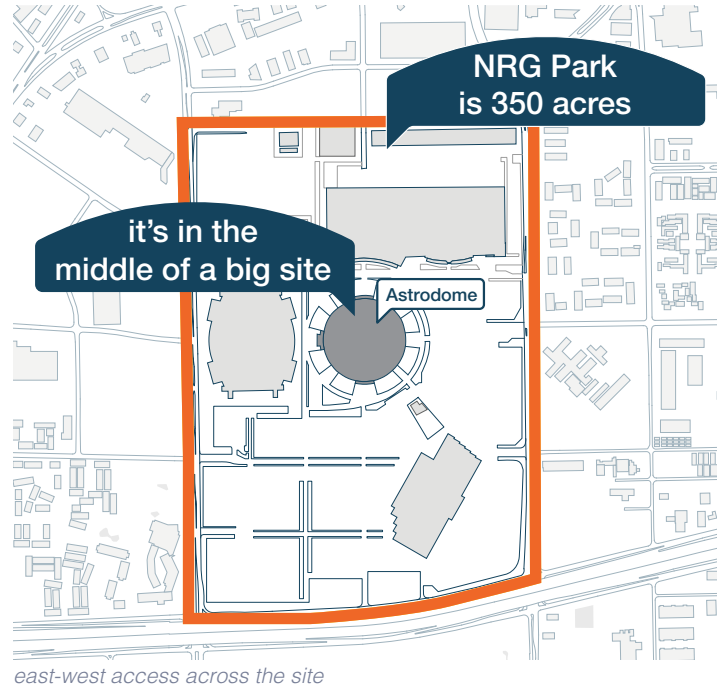 NRG Park
is 350 acres
it’s in the
middle of a big site
Astrodome
east-west access across the site